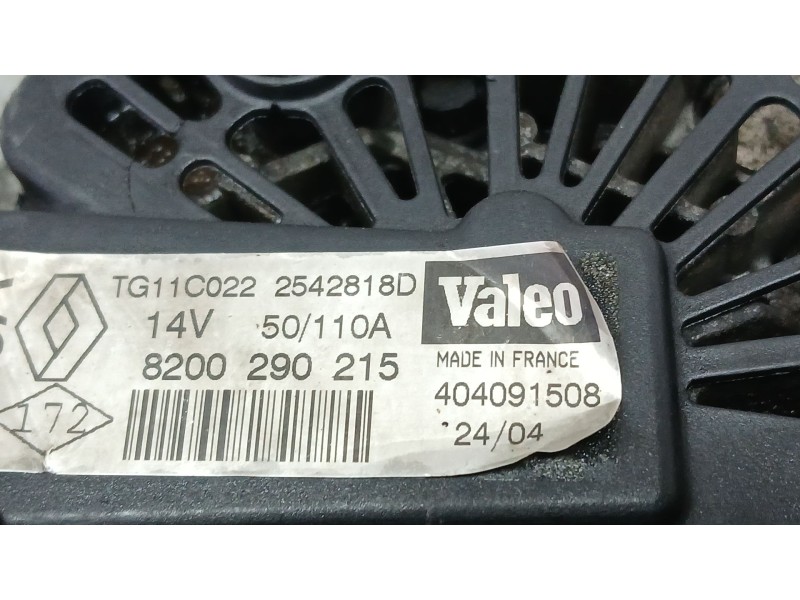 TG11C022 2542818D
14V 50/110A
8200 290 215
172
Valeo
MADE IN FRANCE
404091508
24/04